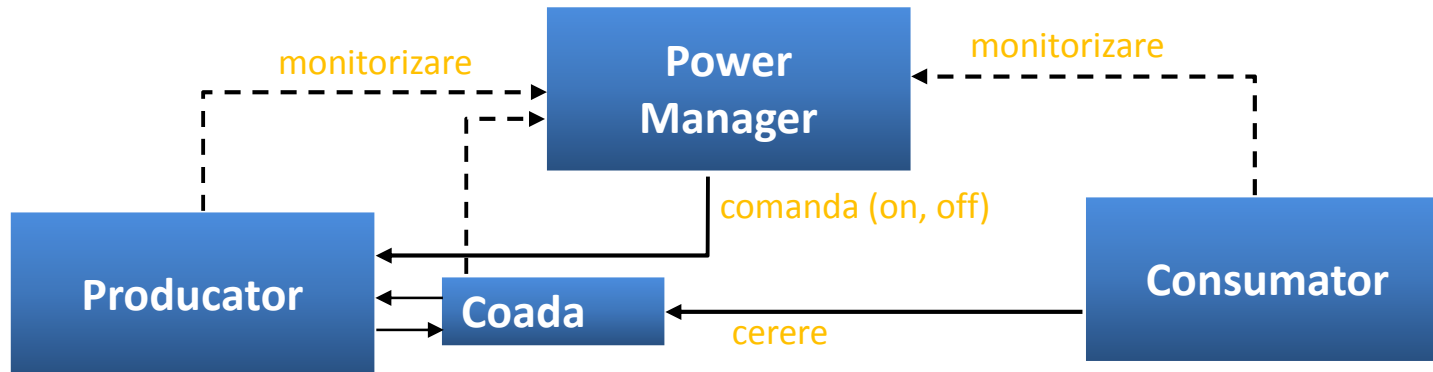 monitorizare
Power
Manager
monitorizare
comanda (on, off)
Producator
Coada
cerere
Consumator